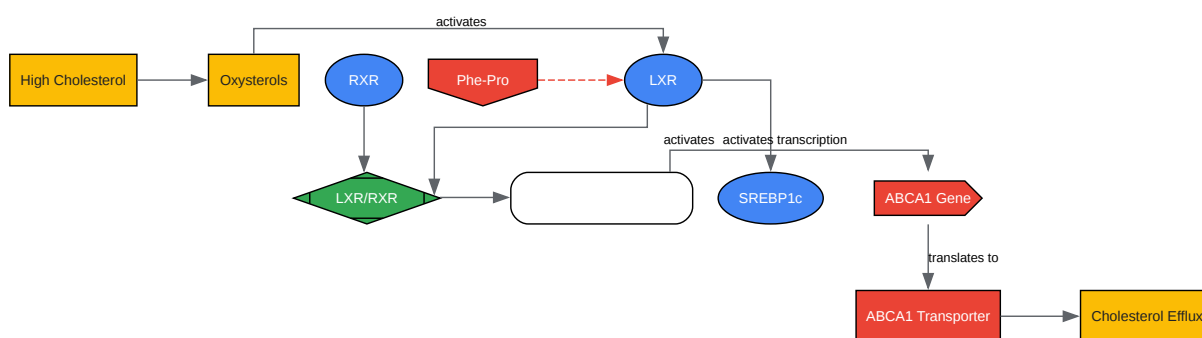 activates
High Cholesterol
Oxysterols
RXR
Phe-Pro
LXR
activates
activates transcription
LXR/RXR
SREBP1c
ABCA1 Gene
translates to
ABCA1 Transporter
Cholesterol Efflux